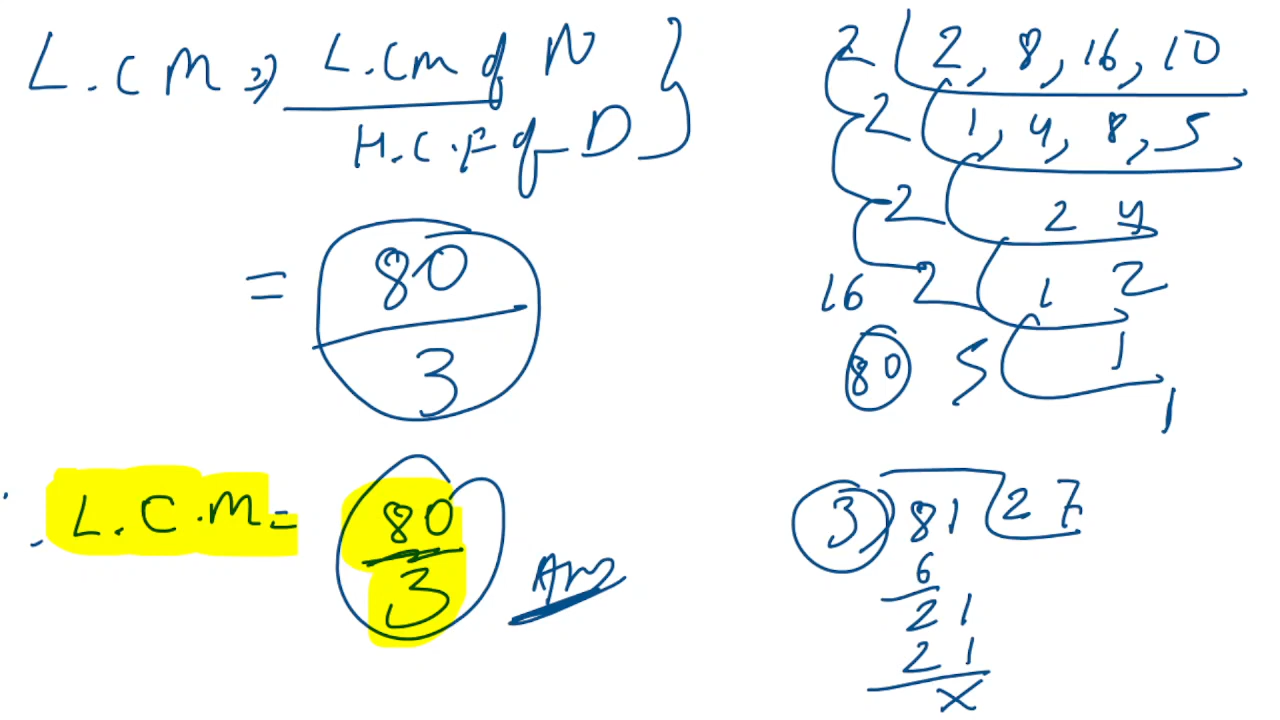 L.C.M ⇒ L.C.M of N
H.C.F of D
= 80
3
∴ L.C.M = 80
3
Ans
2 2, 8, 16, 10
2 1, 4, 8, 5
2 2 4
16 2 1 2
80 5 1
1
3) 81 (27
6
21
21
x